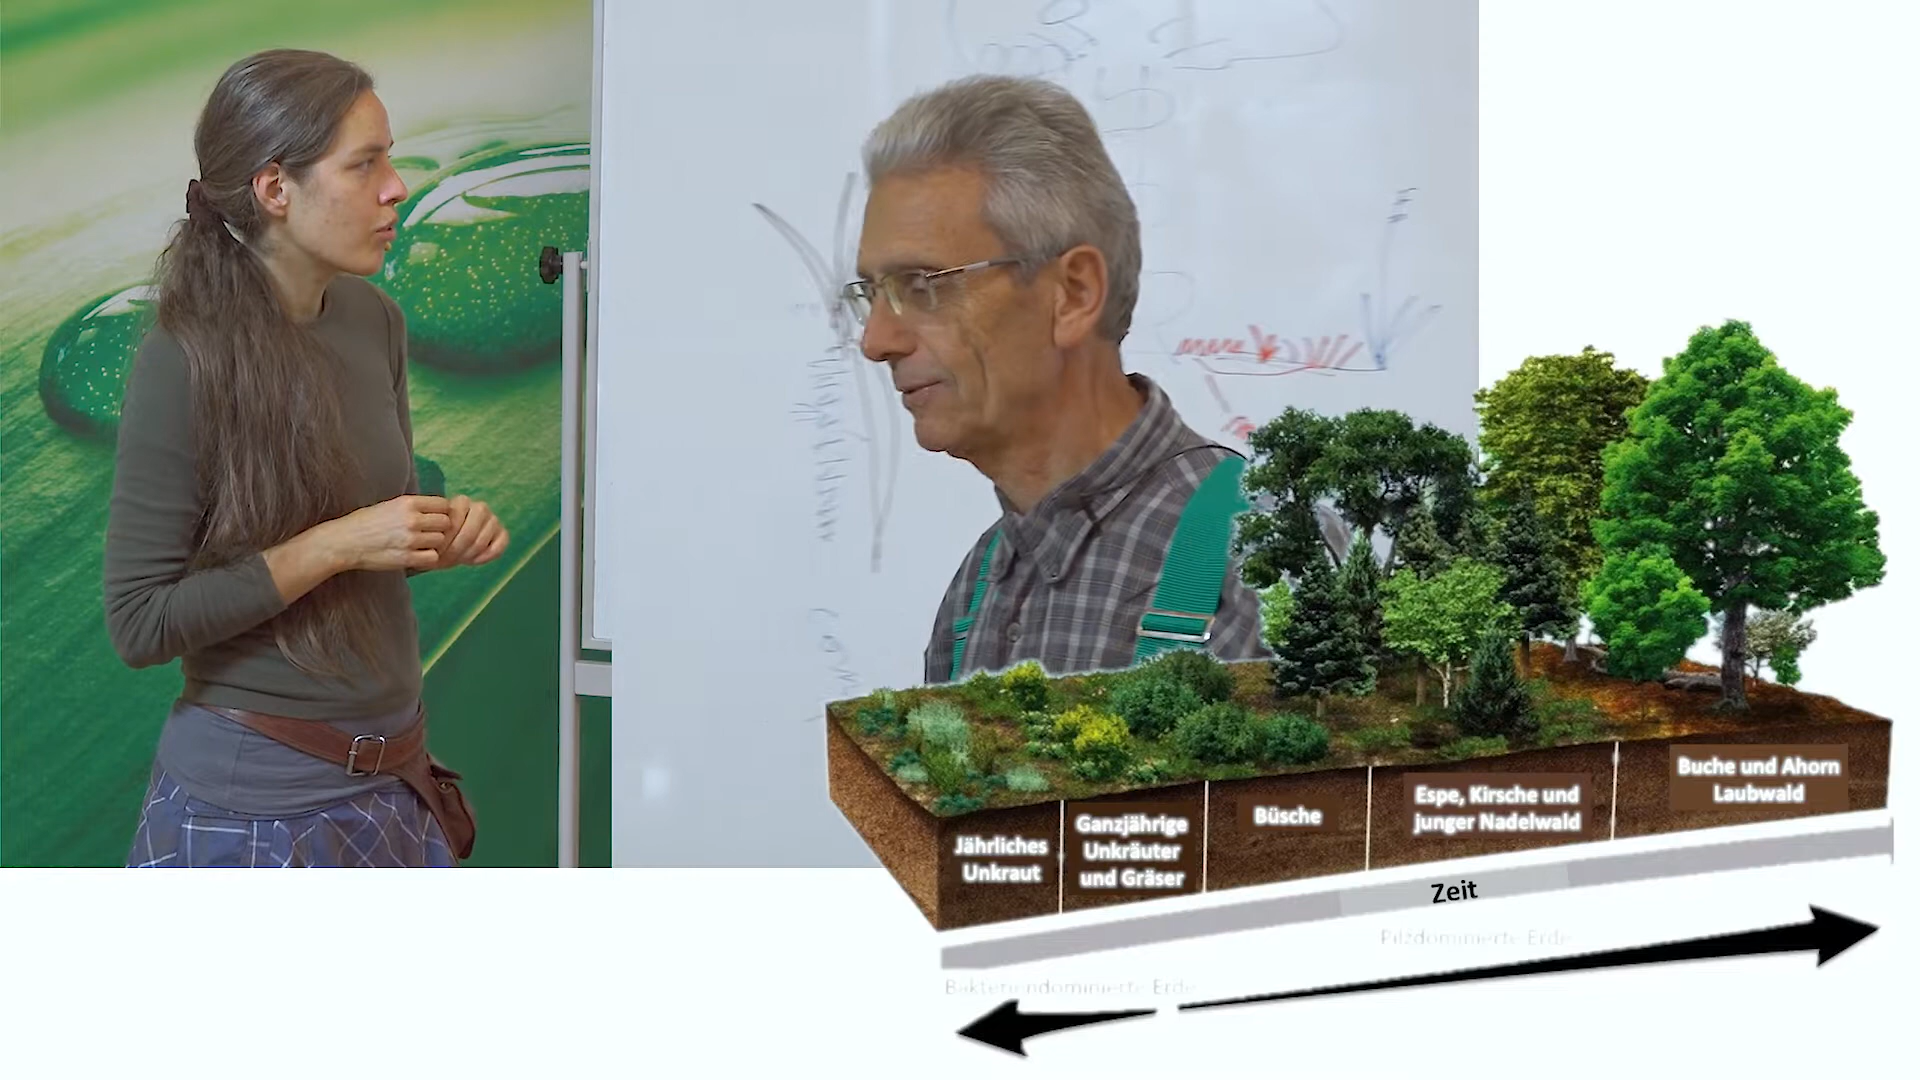 Jährliches
Unkraut
Ganzjährige
Unkräuter
und Gräser
Büsche
Espe, Kirsche und
junger Nadelwald
Buche und Ahorn
Laubwald
Zeit
Pilzdominierte Erde
Bakteriendominierte Erde